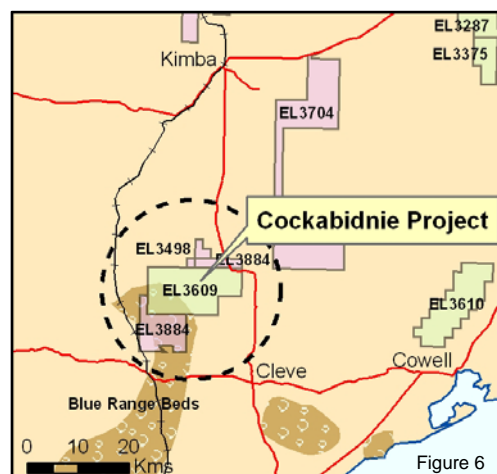 EL3287
Kimba
EL3375
EL3704
Cockabidnie Project
EL3498
EL3884
EL3609
EL3884
EL3610
Cleve
Cowell
Blue Range Beds
0 10 20
Kms
Figure 6